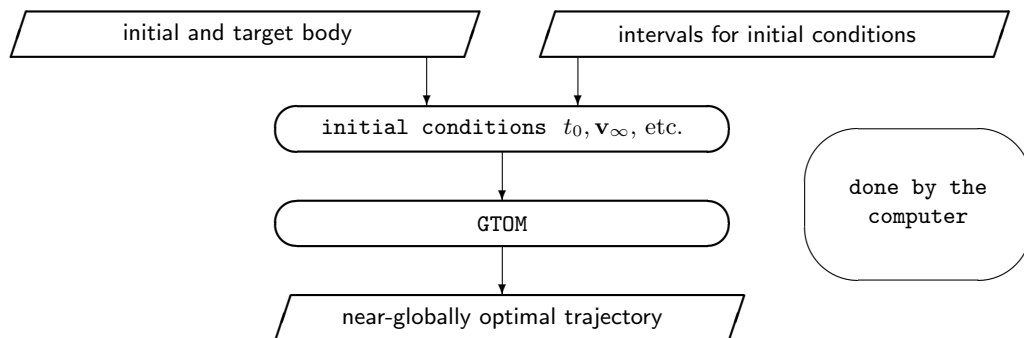 initial and target body
intervals for initial conditions
initial conditions t₀, v∞, etc.
done by the
computer
GTOM
near-globally optimal trajectory